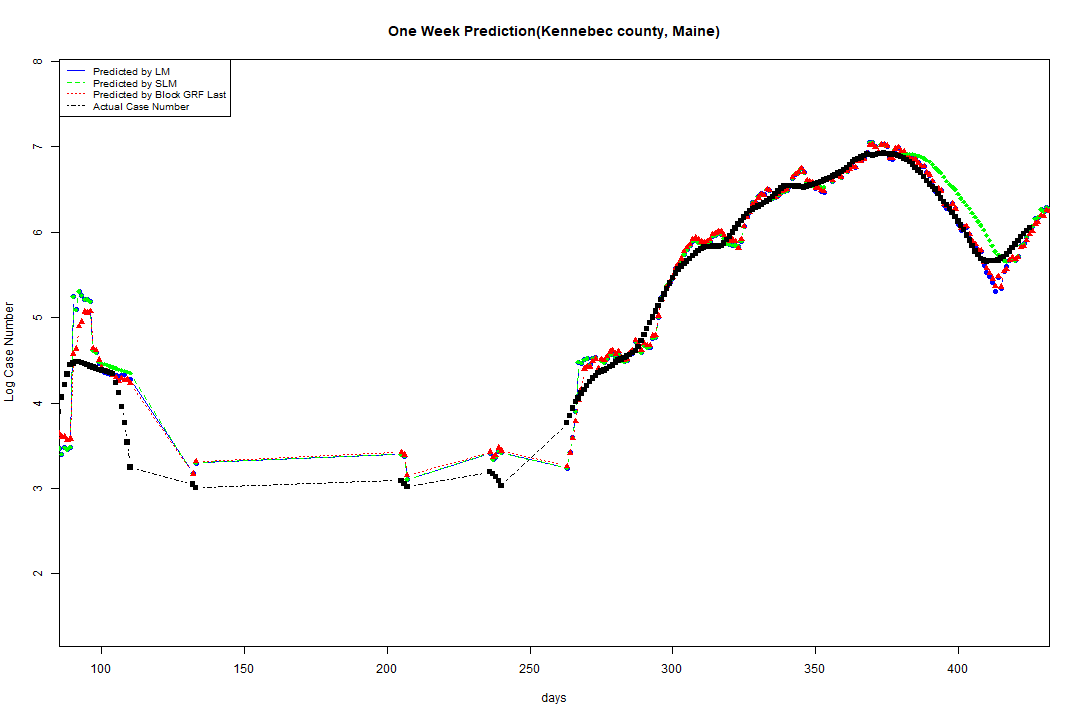 One Week Prediction(Kennebec county, Maine)
Predicted by LM
Predicted by SLM
Predicted by Block GRF Last
Actual Case Number
Log Case Number
8
7
6
5
4
3
2
100 150 200 250 300 350 400
days